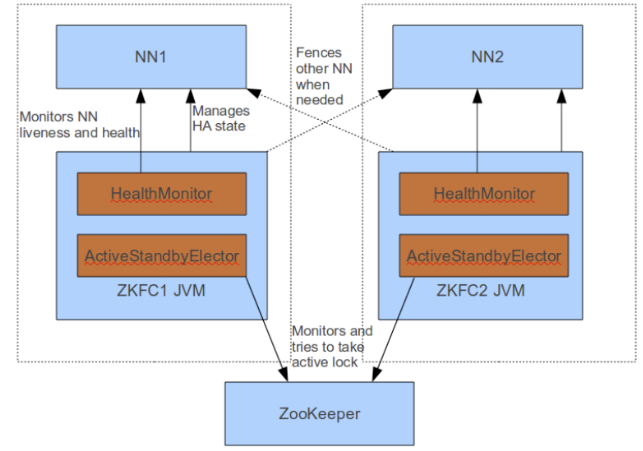 NN1
NN2
Fences
other NN
when
needed
Monitors NN
liveness and health
Manages
HA state
HealthMonitor
HealthMonitor
ActiveStandbyElector
ActiveStandbyElector
ZKFC1 JVM
ZKFC2 JVM
Monitors and
tries to take
active lock
ZooKeeper